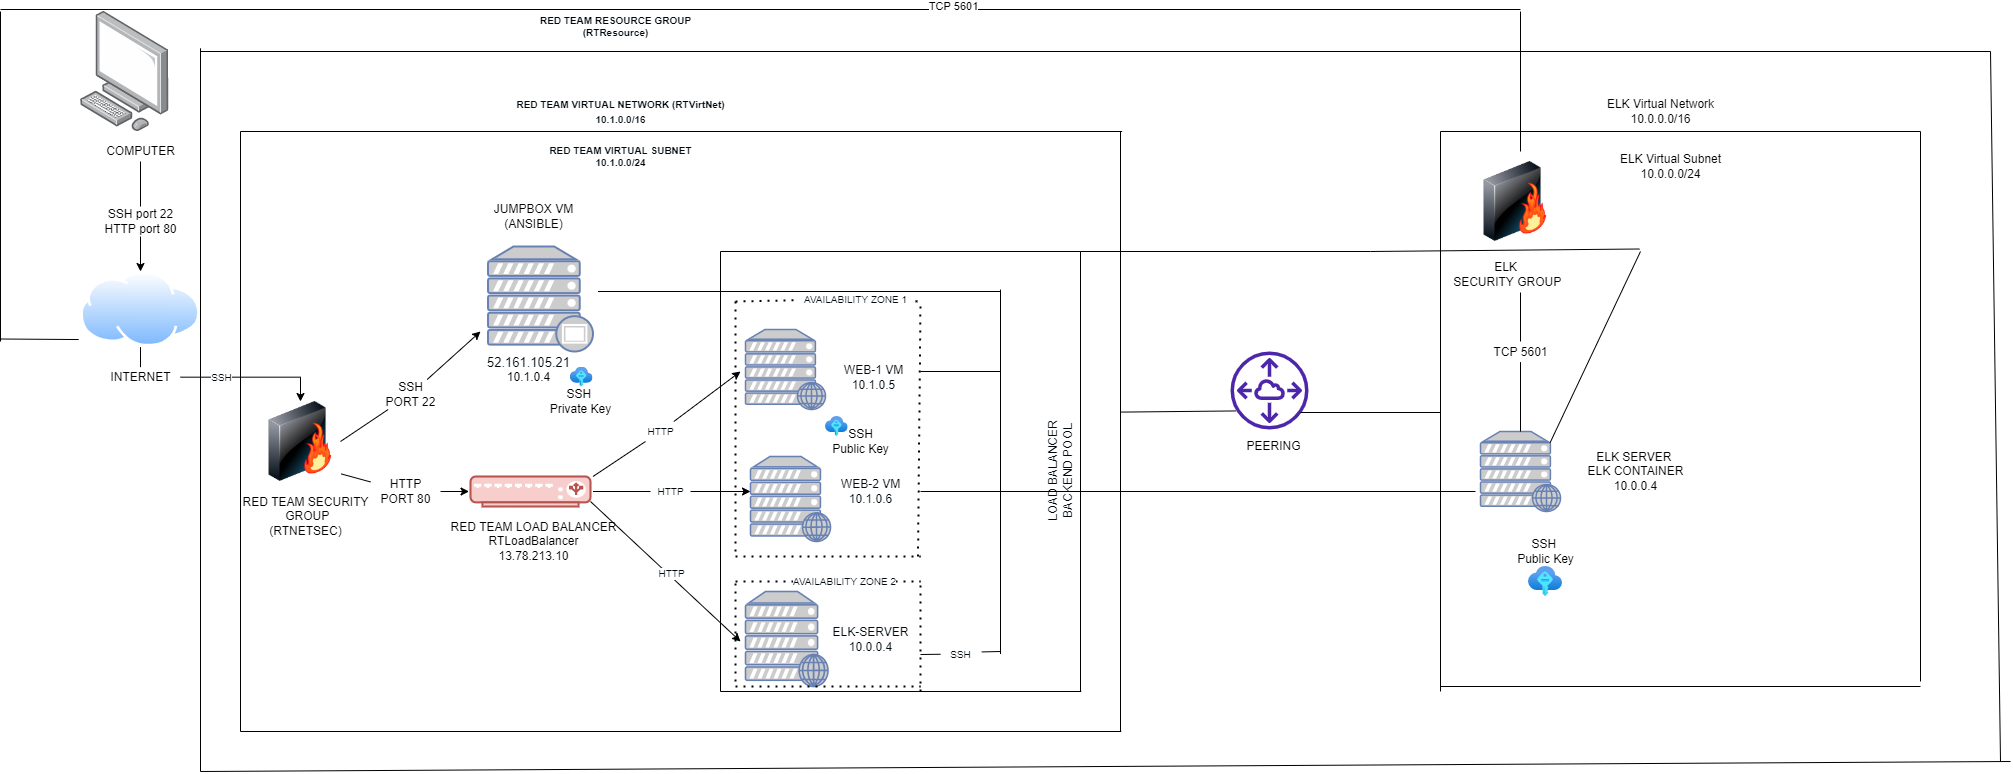 TCP 5601
RED TEAM RESOURCE GROUP
(RTResource)
RED TEAM VIRTUAL NETWORK (RTVirtNet)
10.1.0.0/16
ELK Virtual Network
10.0.0.0/16
COMPUTER
RED TEAM VIRTUAL SUBNET
10.1.0.0/24
ELK Virtual Subnet
10.0.0.0/24
SSH port 22
HTTP port 80
JUMPBOX VM
(ANSIBLE)
ELK
SECURITY GROUP
AVAILABILITY ZONE 1
TCP 5601
INTERNET
SSH
52.161.105.21
10.1.0.4
SSH
Private Key
SSH
PORT 22
WEB-1 VM
10.1.0.5
HTTP
SSH
Public Key
LOAD BALANCER
BACKEND POOL
PEERING
ELK SERVER
ELK CONTAINER
10.0.0.4
HTTP
PORT 80
HTTP
WEB-2 VM
10.1.0.6
RED TEAM SECURITY
GROUP
(RTNETSEC)
RED TEAM LOAD BALANCER
RTLoadBalancer
13.78.213.10
SSH
Public Key
HTTP
AVAILABILITY ZONE 2
ELK-SERVER
10.0.0.4
SSH